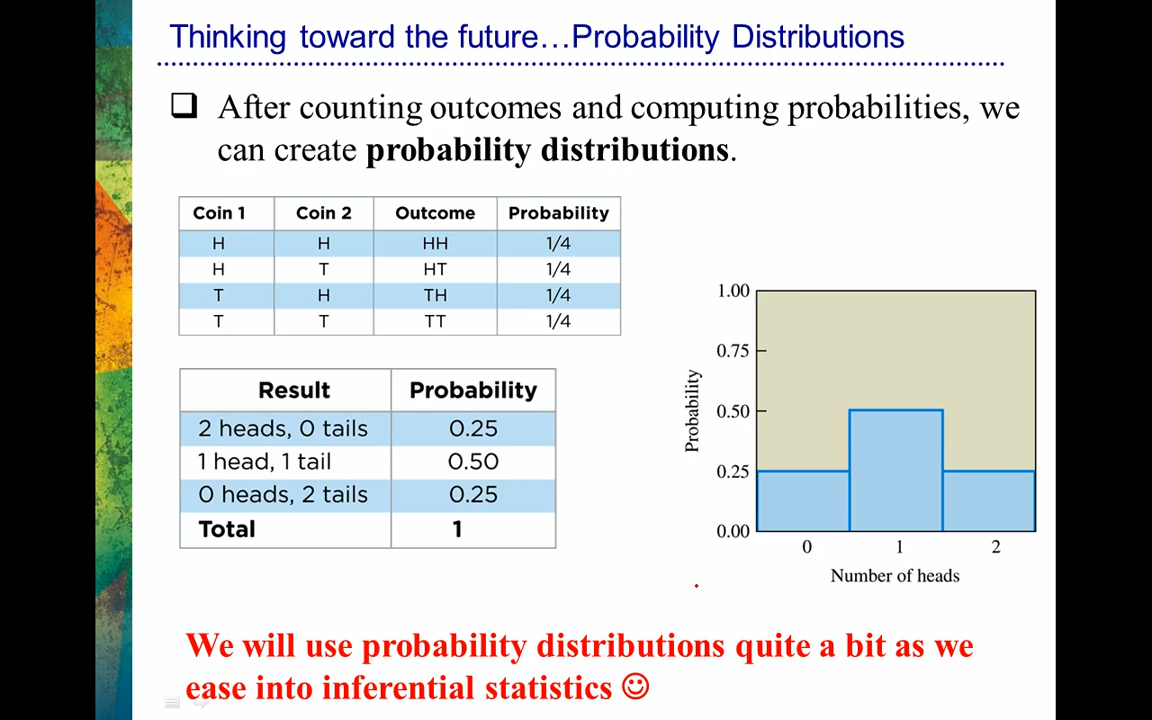 Thinking toward the future…Probability Distributions
❑ After counting outcomes and computing probabilities, we
can create probability distributions.
Coin 1 Coin 2 Outcome Probability
H H HH 1/4
H T HT 1/4
T H TH 1/4
T T TT 1/4
Result Probability
2 heads, 0 tails 0.25
1 head, 1 tail 0.50
0 heads, 2 tails 0.25
Total 1
1.00
0.75
0.50
0.25
0.00
Probability
0 1 2
Number of heads
We will use probability distributions quite a bit as we
ease into inferential statistics ☺